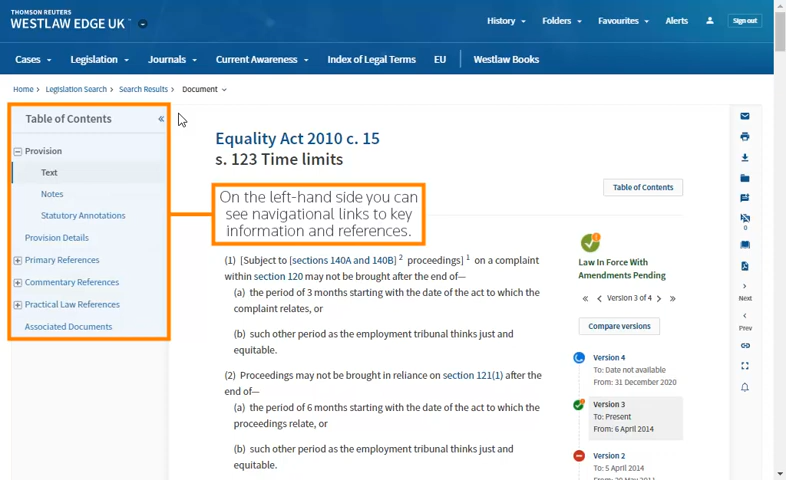 THOMSON REUTERS
WESTLAW EDGE UK™
History Folders Favourites Alerts Sign out
Cases Legislation Journals Current Awareness Index of Legal Terms EU Westlaw Books
Home > Legislation Search > Search Results > Document
Table of Contents «
Provision
Text
Notes
Statutory Annotations
Provision Details
Primary References
Commentary References
Practical Law References
Associated Documents
On the left-hand side you can
see navigational links to key
information and references.
Equality Act 2010 c. 15
s. 123 Time limits
Table of Contents
(1) [Subject to [sections 140A and 140B] 2 proceedings] 1 on a complaint
within section 120 may not be brought after the end of—
(a) the period of 3 months starting with the date of the act to which the
complaint relates, or
(b) such other period as the employment tribunal thinks just and
equitable.
(2) Proceedings may not be brought in reliance on section 121(1) after the
end of—
(a) the period of 6 months starting with the date of the act to which the
proceedings relate, or
(b) such other period as the employment tribunal thinks just and
equitable.
Law In Force With
Amendments Pending
« < Version 3 of 4 > »
Compare versions
Version 4
To: Date not available
From: 31 December 2020
Version 3
To: Present
From: 6 April 2014
Version 2
To: 5 April 2014
0
Next
Prev